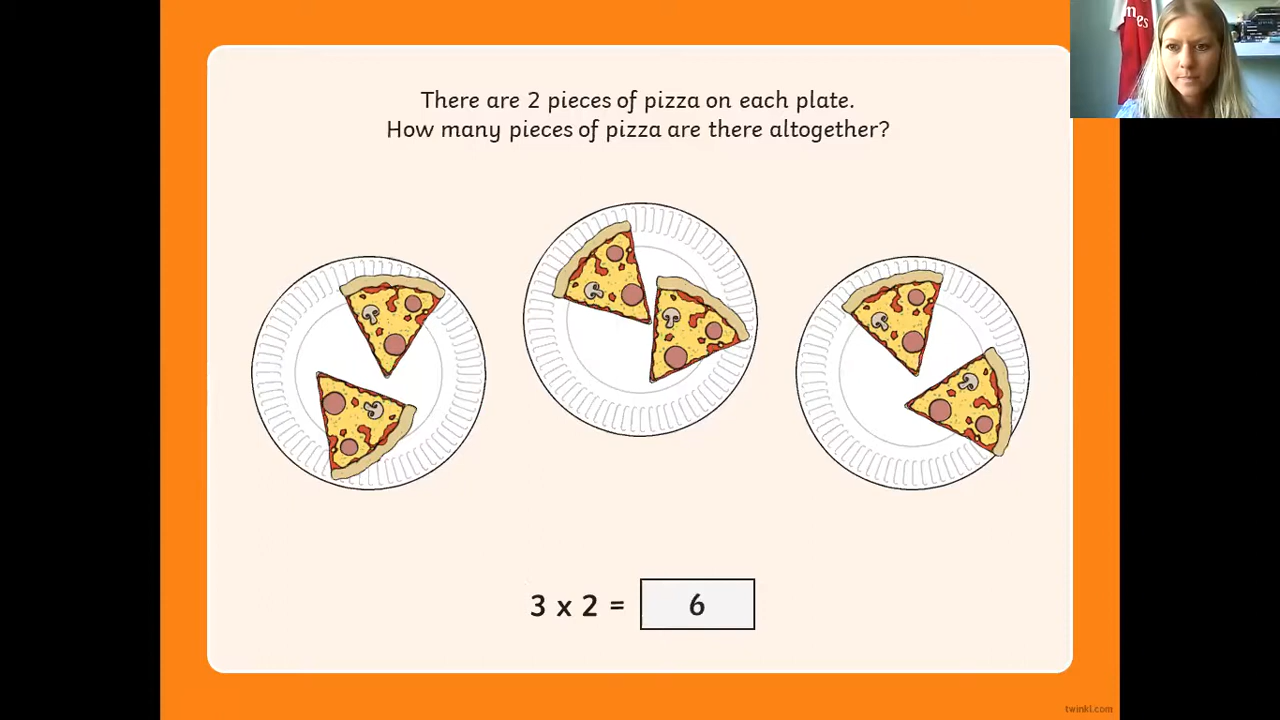 There are 2 pieces of pizza on each plate.
How many pieces of pizza are there altogether?
3 x 2 = 6
twinkl.com